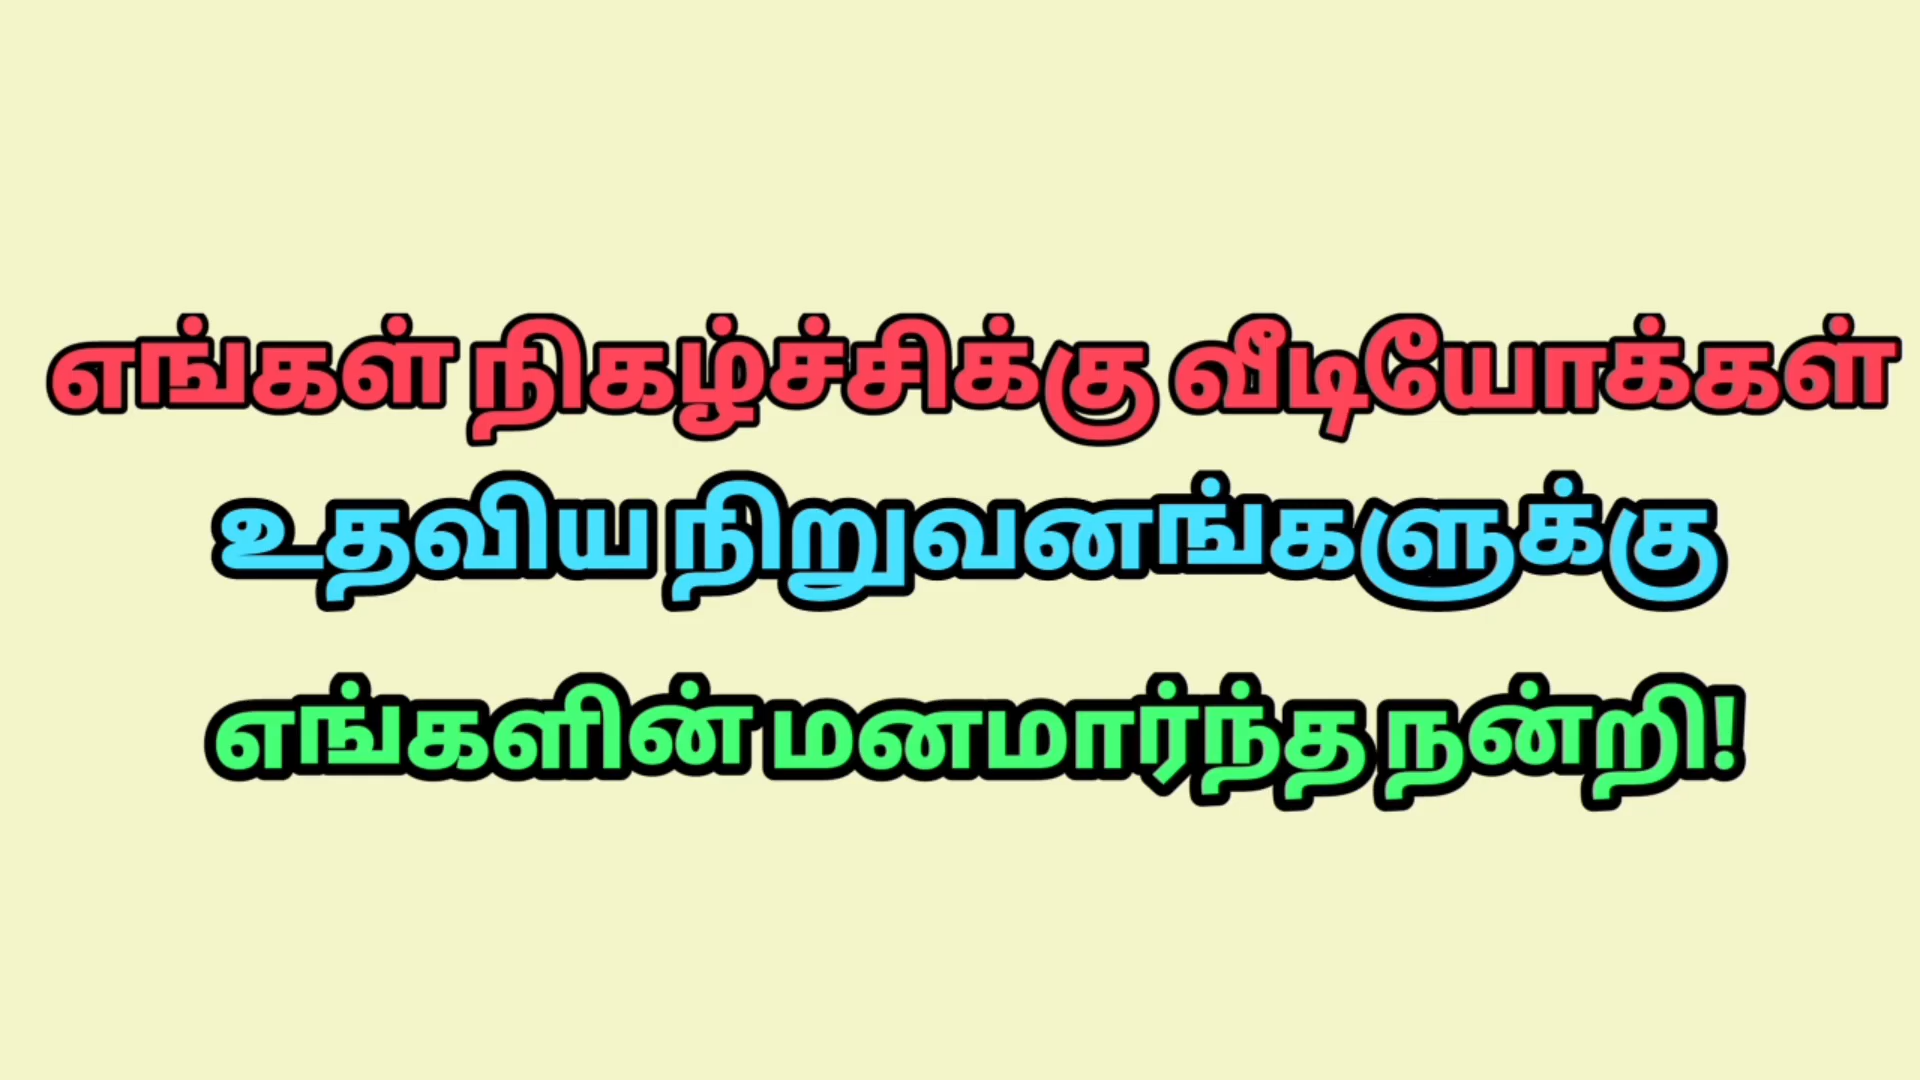 எங்கள் நிகழ்ச்சிக்கு வீடியோக்கள்
உதவிய நிறுவனங்களுக்கு
எங்களின் மனமார்ந்த நன்றி!